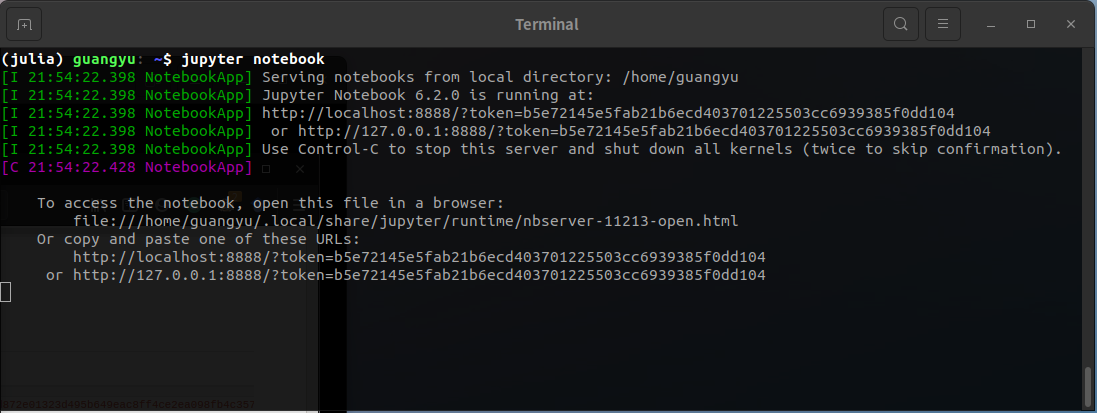 Terminal
(julia) guangyu: ~$ jupyter notebook
[I 21:54:22.398 NotebookApp] Serving notebooks from local directory: /home/guangyu
[I 21:54:22.398 NotebookApp] Jupyter Notebook 6.2.0 is running at:
[I 21:54:22.398 NotebookApp] http://localhost:8888/?token=b5e72145e5fab21b6ecd403701225503cc6939385f0dd104
[I 21:54:22.398 NotebookApp]  or http://127.0.0.1:8888/?token=b5e72145e5fab21b6ecd403701225503cc6939385f0dd104
[I 21:54:22.398 NotebookApp] Use Control-C to stop this server and shut down all kernels (twice to skip confirmation).
[C 21:54:22.428 NotebookApp]
To access the notebook, open this file in a browser:
file:///home/guangyu/.local/share/jupyter/runtime/nbserver-11213-open.html
Or copy and paste one of these URLs:
http://localhost:8888/?token=b5e72145e5fab21b6ecd403701225503cc6939385f0dd104
or http://127.0.0.1:8888/?token=b5e72145e5fab21b6ecd403701225503cc6939385f0dd104